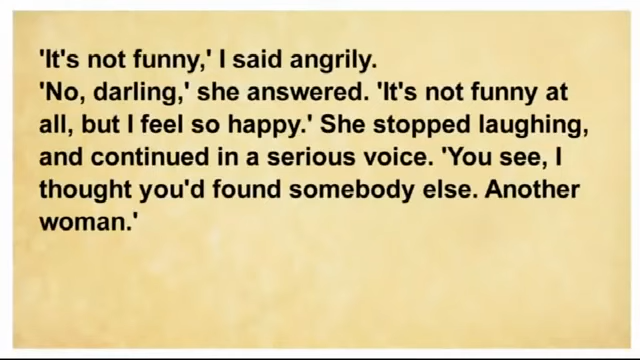 'It's not funny,' I said angrily.
'No, darling,' she answered. 'It's not funny at
all, but I feel so happy.' She stopped laughing,
and continued in a serious voice. 'You see, I
thought you'd found somebody else. Another
woman.'